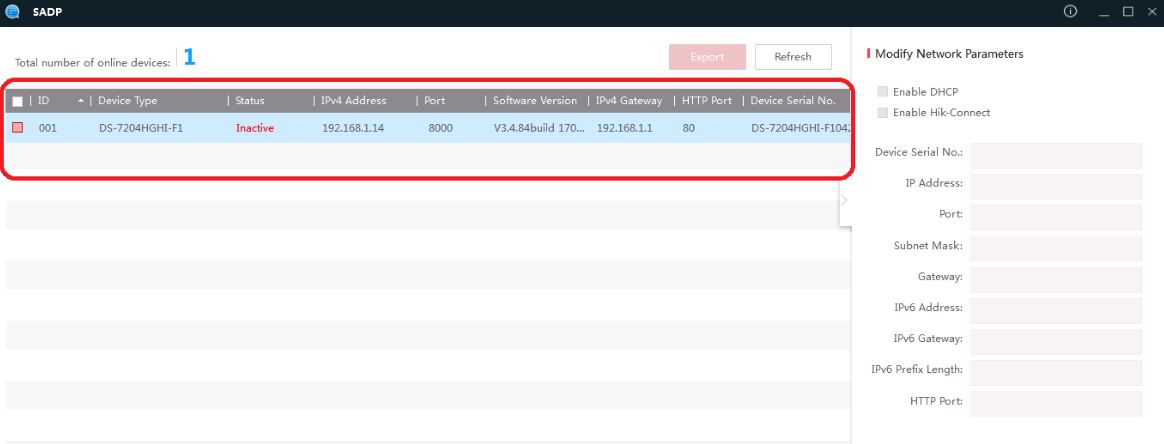 SADP
Total number of online devices: 1
Export
Refresh
ID Device Type Status IPv4 Address Port Software Version IPv4 Gateway HTTP Port Device Serial No.
001 DS-7204HGHI-F1 Inactive 192.168.1.14 8000 V3.4.84build 170... 192.168.1.1 80 DS-7204HGHI-F1042
Modify Network Parameters
Enable DHCP
Enable Hik-Connect
Device Serial No.:
IP Address:
Port:
Subnet Mask:
Gateway:
IPv6 Address:
IPv6 Gateway:
IPv6 Prefix Length:
HTTP Port: